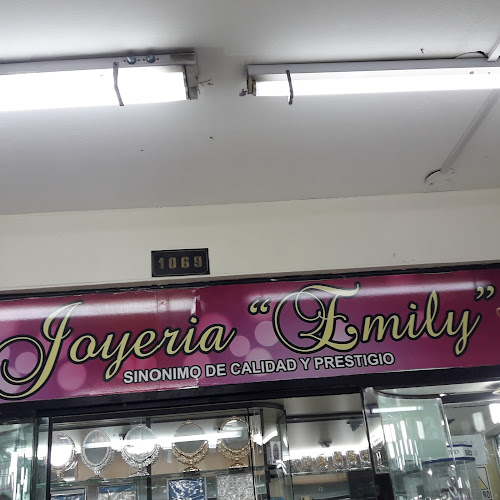 1069
Joyeria "Emily"
SINONIMO DE CALIDAD Y PRESTIGIO